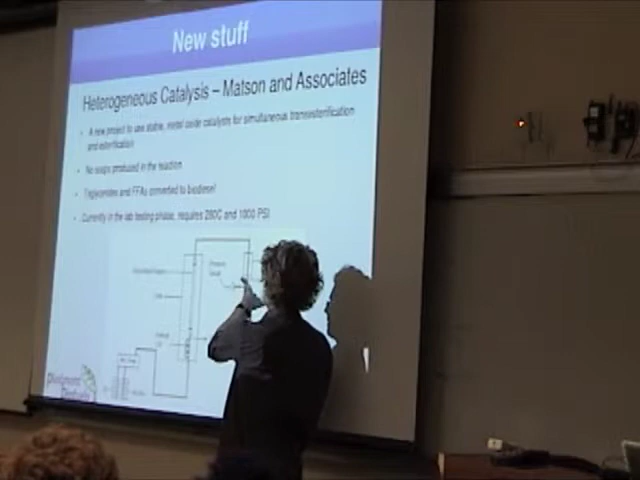 New stuff
Heterogeneous Catalysis – Matson and Associates
A new project to use stable, metal oxide catalysts for simultaneous transesterification
and esterification
No soaps produced in the reaction
Triglycerides and FFAs converted to biodiesel
Currently in the lab testing phase, requires 280C and 1000 PSI
Piedmont
Biofuels